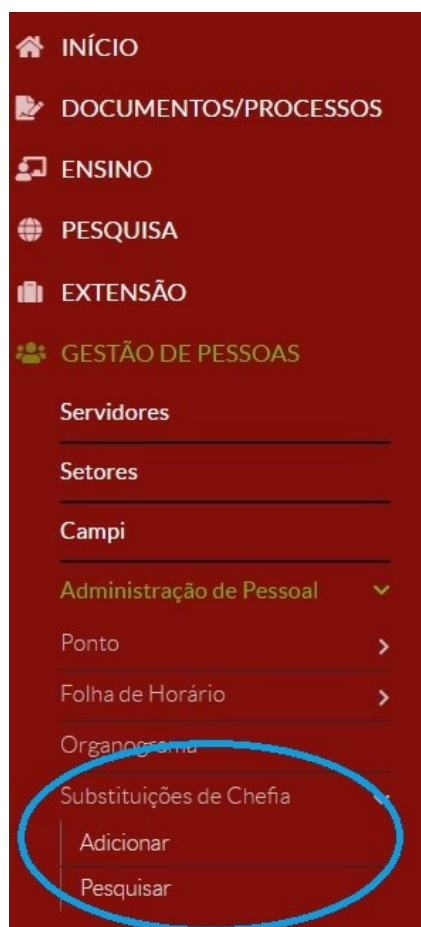 INÍCIO
DOCUMENTOS/PROCESSOS
ENSINO
PESQUISA
EXTENSÃO
GESTÃO DE PESSOAS
Servidores
Setores
Campi
Administração de Pessoal
Ponto
Folha de Horário
Organograma
Substituições de Chefia
Adicionar
Pesquisar